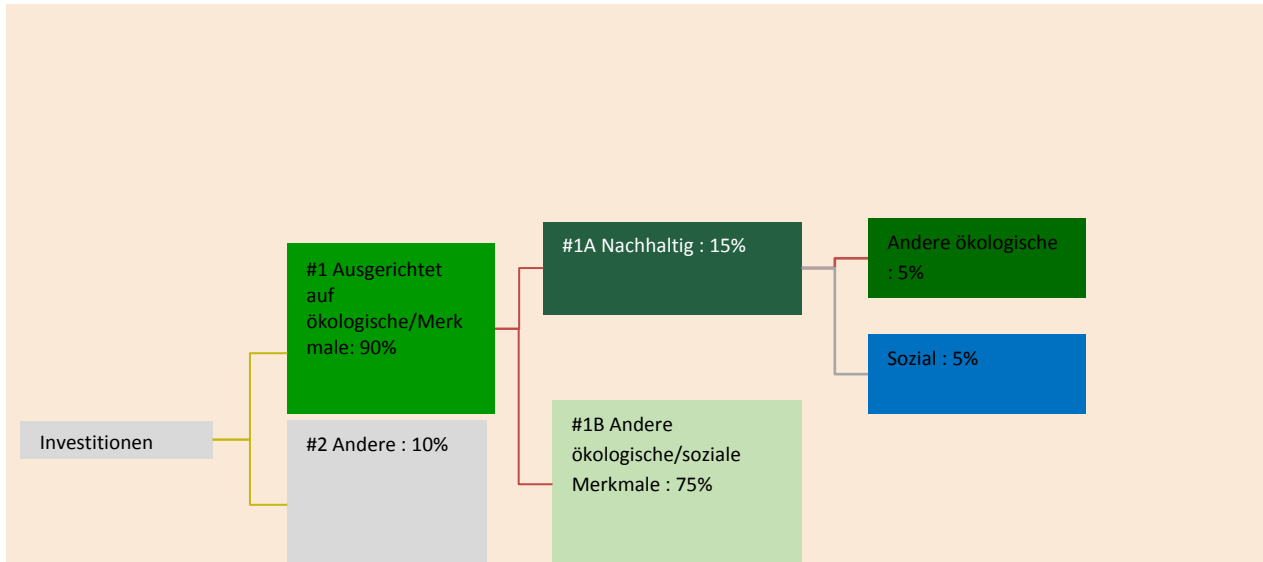 Investitionen
#1 Ausgerichtet
auf
ökologische/Merk
male: 90%
#2 Andere : 10%
#1A Nachhaltig : 15%
#1B Andere
ökologische/soziale
Merkmale : 75%
Andere ökologische
: 5%
Sozial : 5%